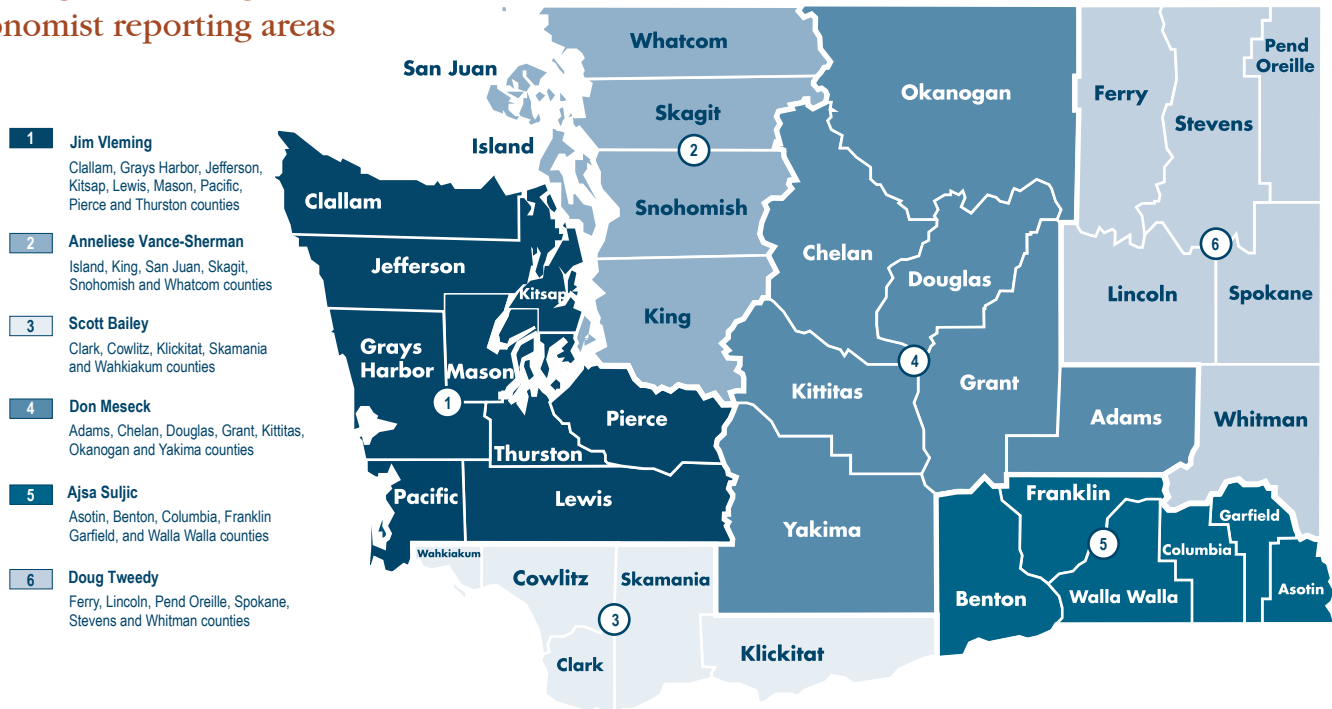 onomist reporting areas
1
Jim Vleming
Clallam, Grays Harbor, Jefferson,
Kitsap, Lewis, Mason, Pacific,
Pierce and Thurston counties
2
Anneliese Vance-Sherman
Island, King, San Juan, Skagit,
Snohomish and Whatcom counties
3
Scott Bailey
Clark, Cowlitz, Klickitat, Skamania
and Wahkiakum counties
4
Don Meseck
Adams, Chelan, Douglas, Grant, Kittitas,
Okanogan and Yakima counties
5
Ajsa Suljic
Asotin, Benton, Columbia, Franklin
Garfield, and Walla Walla counties
6
Doug Tweedy
Ferry, Lincoln, Pend Oreille, Spokane,
Stevens and Whitman counties
Whatcom
San Juan
Skagit
2
Island
Snohomish
King
Clallam
Jefferson
Kitsap
Grays
Harbor
Mason
1
Pierce
Thurston
Pacific
Lewis
Okanogan
Chelan
Douglas
4
Kittitas
Grant
Adams
Yakima
Ferry
Stevens
Pend
Oreille
6
Lincoln
Spokane
Whitman
Franklin
5
Benton
Walla Walla
Columbia
Garfield
Asotin
Wahkiakum
Cowlitz
Skamania
3
Clark
Klickitat